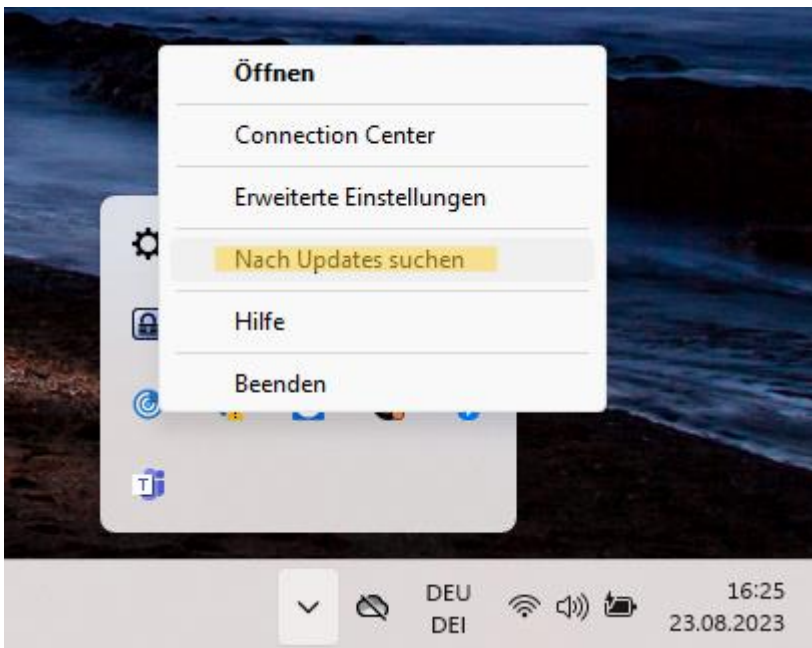 Öffnen
Connection Center
Erweiterte Einstellungen
Nach Updates suchen
Hilfe
Beenden
T
DEU
DEI
16:25
23.08.2023